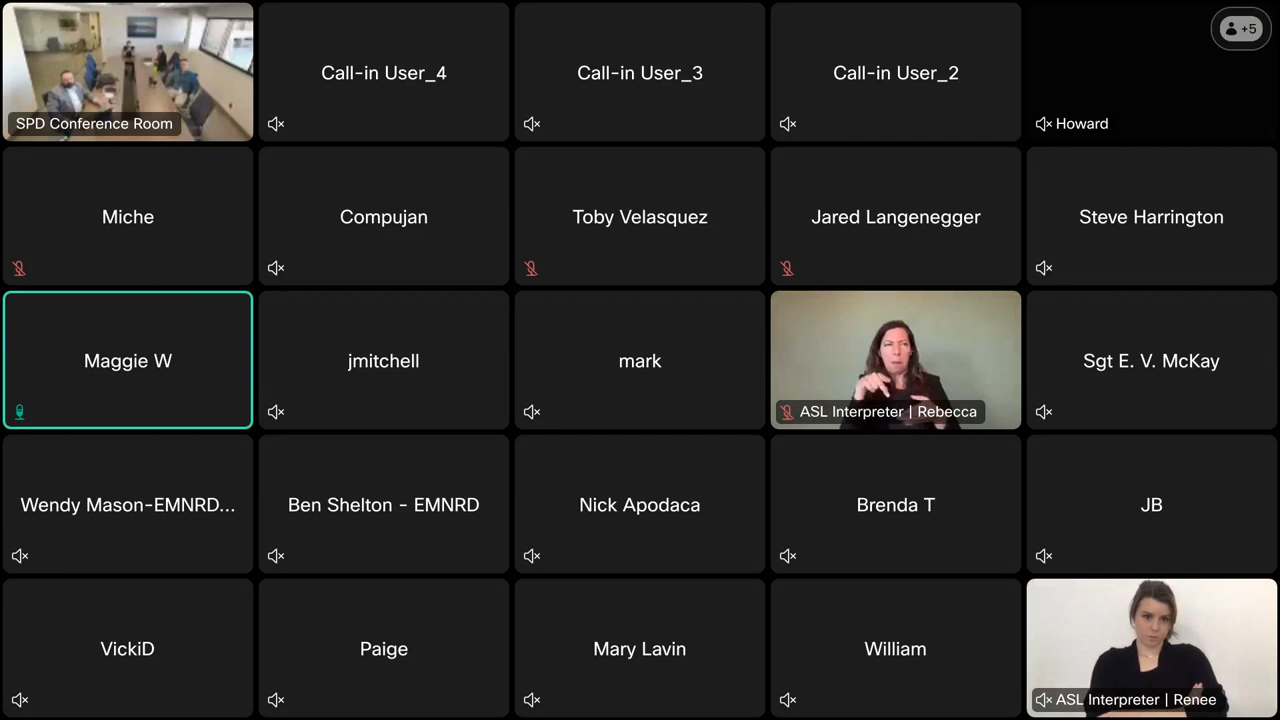 SPD Conference Room
Call-in User_4
Call-in User_3
Call-in User_2
Howard
+5
Miche
Compujan
Toby Velasquez
Jared Langenegger
Steve Harrington
Maggie W
jmitchell
mark
ASL Interpreter | Rebecca
Sgt E. V. McKay
Wendy Mason-EMNRD...
Ben Shelton - EMNRD
Nick Apodaca
Brenda T
JB
VickiD
Paige
Mary Lavin
William
ASL Interpreter | Renee